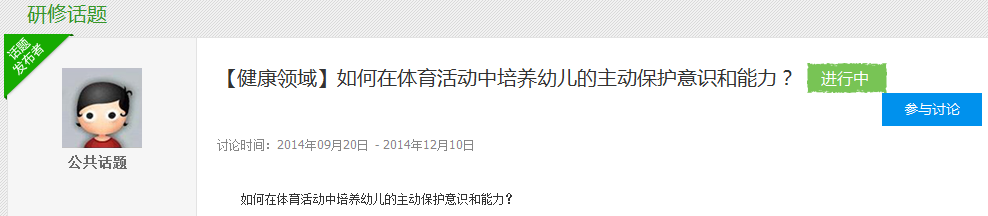 研修话题
话题
发布者
【健康领域】如何在体育活动中培养幼儿的主动保护意识和能力？ 进行中
参与讨论
讨论时间：2014年09月20日 - 2014年12月10日
公共话题
如何在体育活动中培养幼儿的主动保护意识和能力？